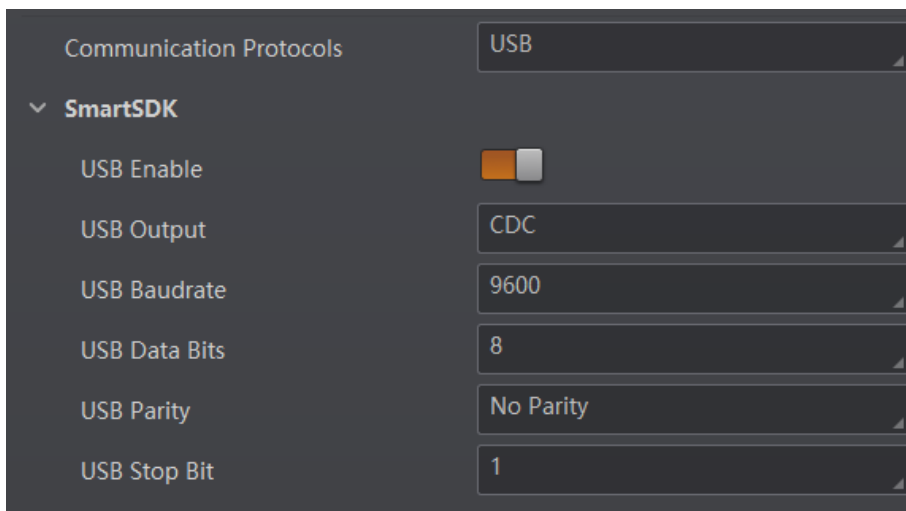 Communication Protocols USB
SmartSDK
USB Enable
USB Output CDC
USB Baudrate 9600
USB Data Bits 8
USB Parity No Parity
USB Stop Bit 1